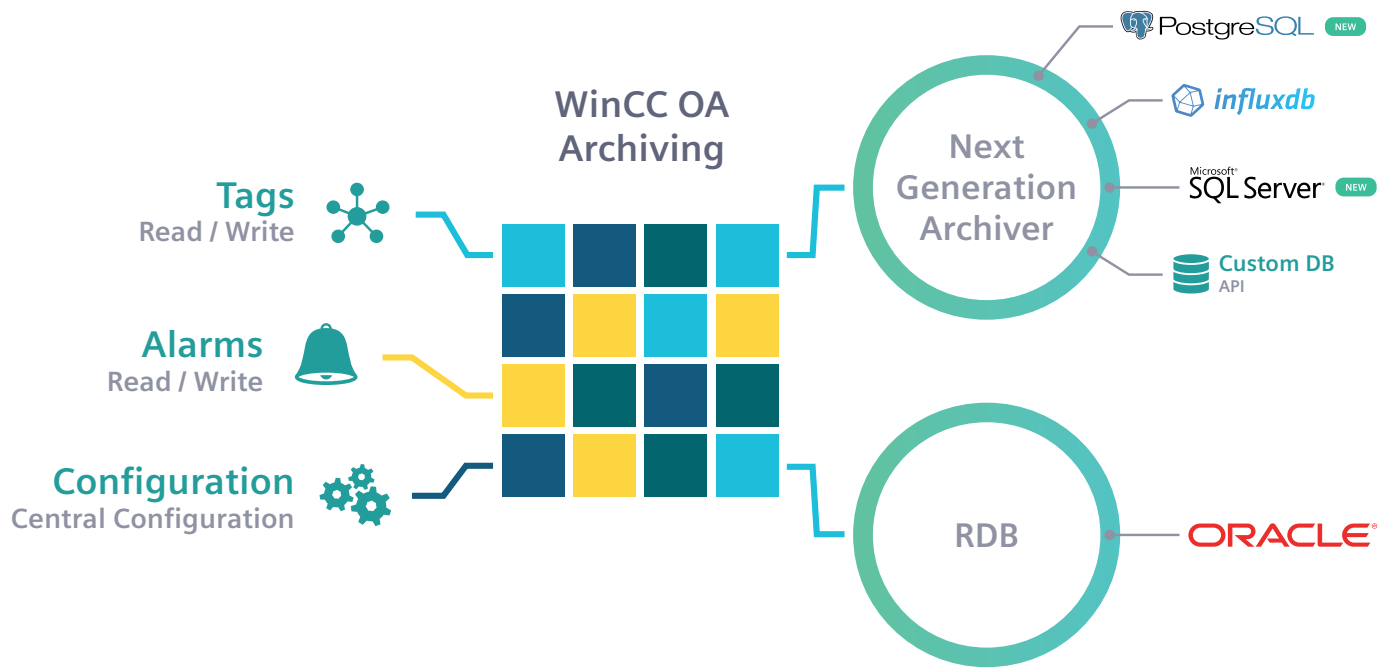 WinCC OA
Archiving
Tags
Read / Write
Alarms
Read / Write
Configuration
Central Configuration
Next
Generation
Archiver
PostgreSQL NEW
influxdb
Microsoft®
SQL Server® NEW
Custom DB
API
RDB
ORACLE®